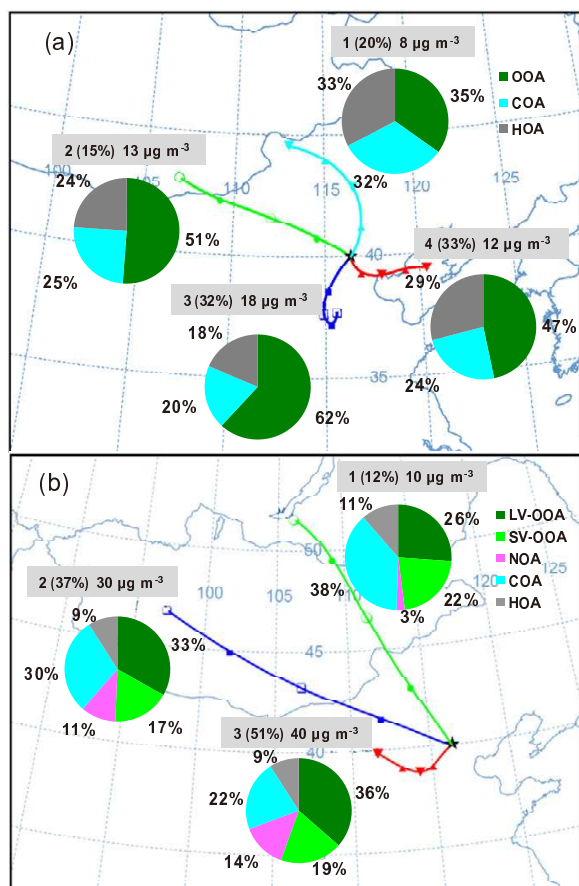 (a)
1 (20%) 8 µg m-3
33%
35%
32%
OOA
COA
HOA
2 (15%) 13 µg m-3
24%
51%
25%
100
110
115
120
125
4 (33%) 12 µg m-3
40
29%
47%
24%
3 (32%) 18 µg m-3
18%
20%
62%
35
(b)
1 (12%) 10 µg m-3
11%
26%
38%
22%
3%
LV-OOA
SV-OOA
NOA
COA
HOA
50
125
120
2 (37%) 30 µg m-3
9%
33%
30%
11%
17%
100
105
110
45
3 (51%) 40 µg m-3
40
9%
36%
22%
14%
19%